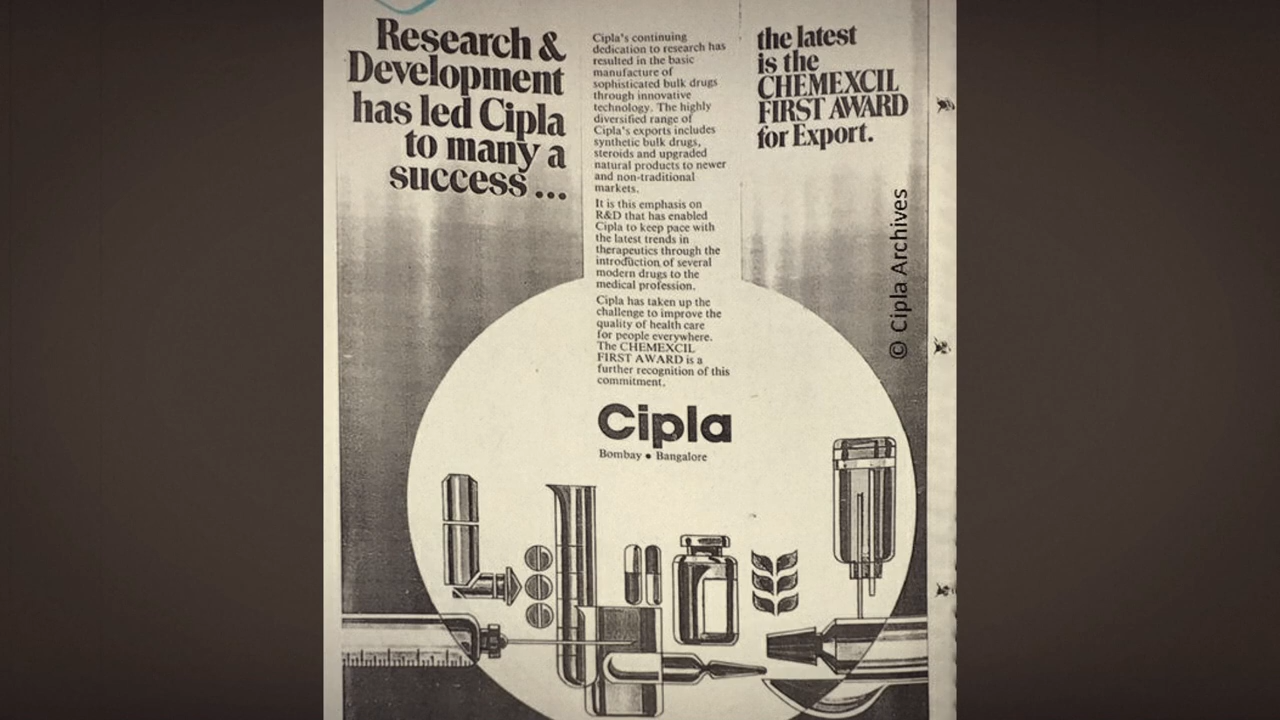 Research &
Development
has led Cipla
to many a
success ...
Cipla's continuing
dedication to research has
resulted in the basic
manufacture of
sophisticated bulk drugs
through innovative
technology. The highly
diversified range of
Cipla's exports includes
synthetic bulk drugs,
steroids and upgraded
natural products to newer
and non-traditional
markets.
It is this emphasis on
R&D that has enabled
Cipla to keep pace with
the latest trends in
therapeutics through the
introduction of several
modern drugs to the
medical profession.
Cipla has taken up the
challenge to improve the
quality of health care
for people everywhere.
The CHEMEXCIL
FIRST AWARD is a
further recognition of this
commitment.
the latest
is the
CHEMEXCIL
FIRST AWARD
for Export.
Cipla
Bombay • Bangalore
© Cipla Archives